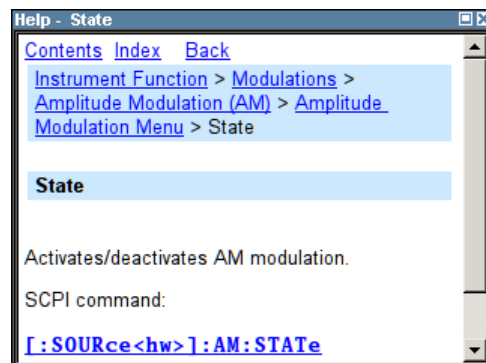 Help - State
Contents Index Back
Instrument Function > Modulations >
Amplitude Modulation (AM) > Amplitude
Modulation Menu > State
State
Activates/deactivates AM modulation.
SCPI command:
[:SOURce<hw>]:AM:STATe